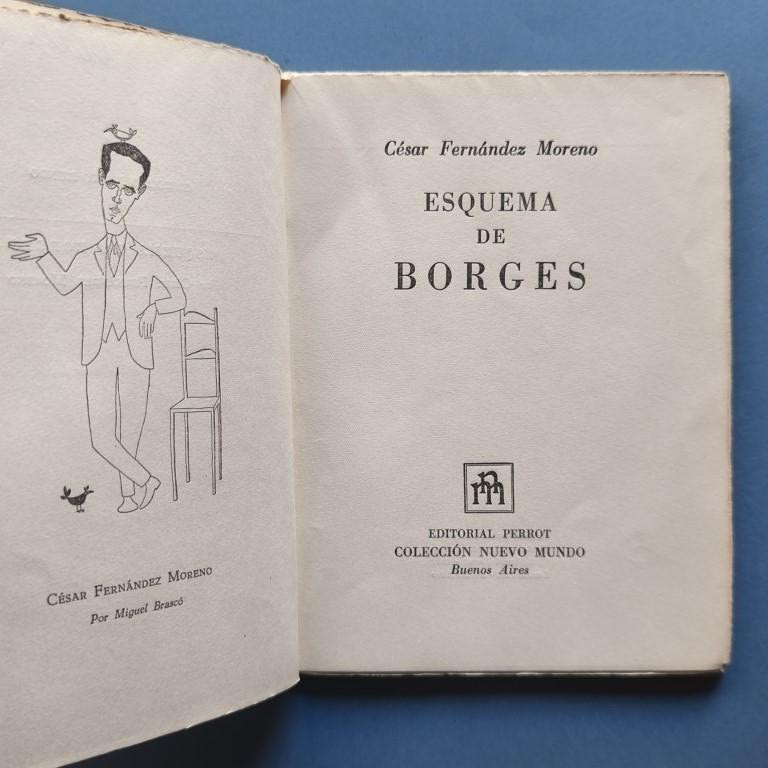 César Fernández Moreno
Por Miguel Brascó
César Fernández Moreno
ESQUEMA
DE
BORGES
nm
EDITORIAL PERROT
COLECCIÓN NUEVO MUNDO
Buenos Aires